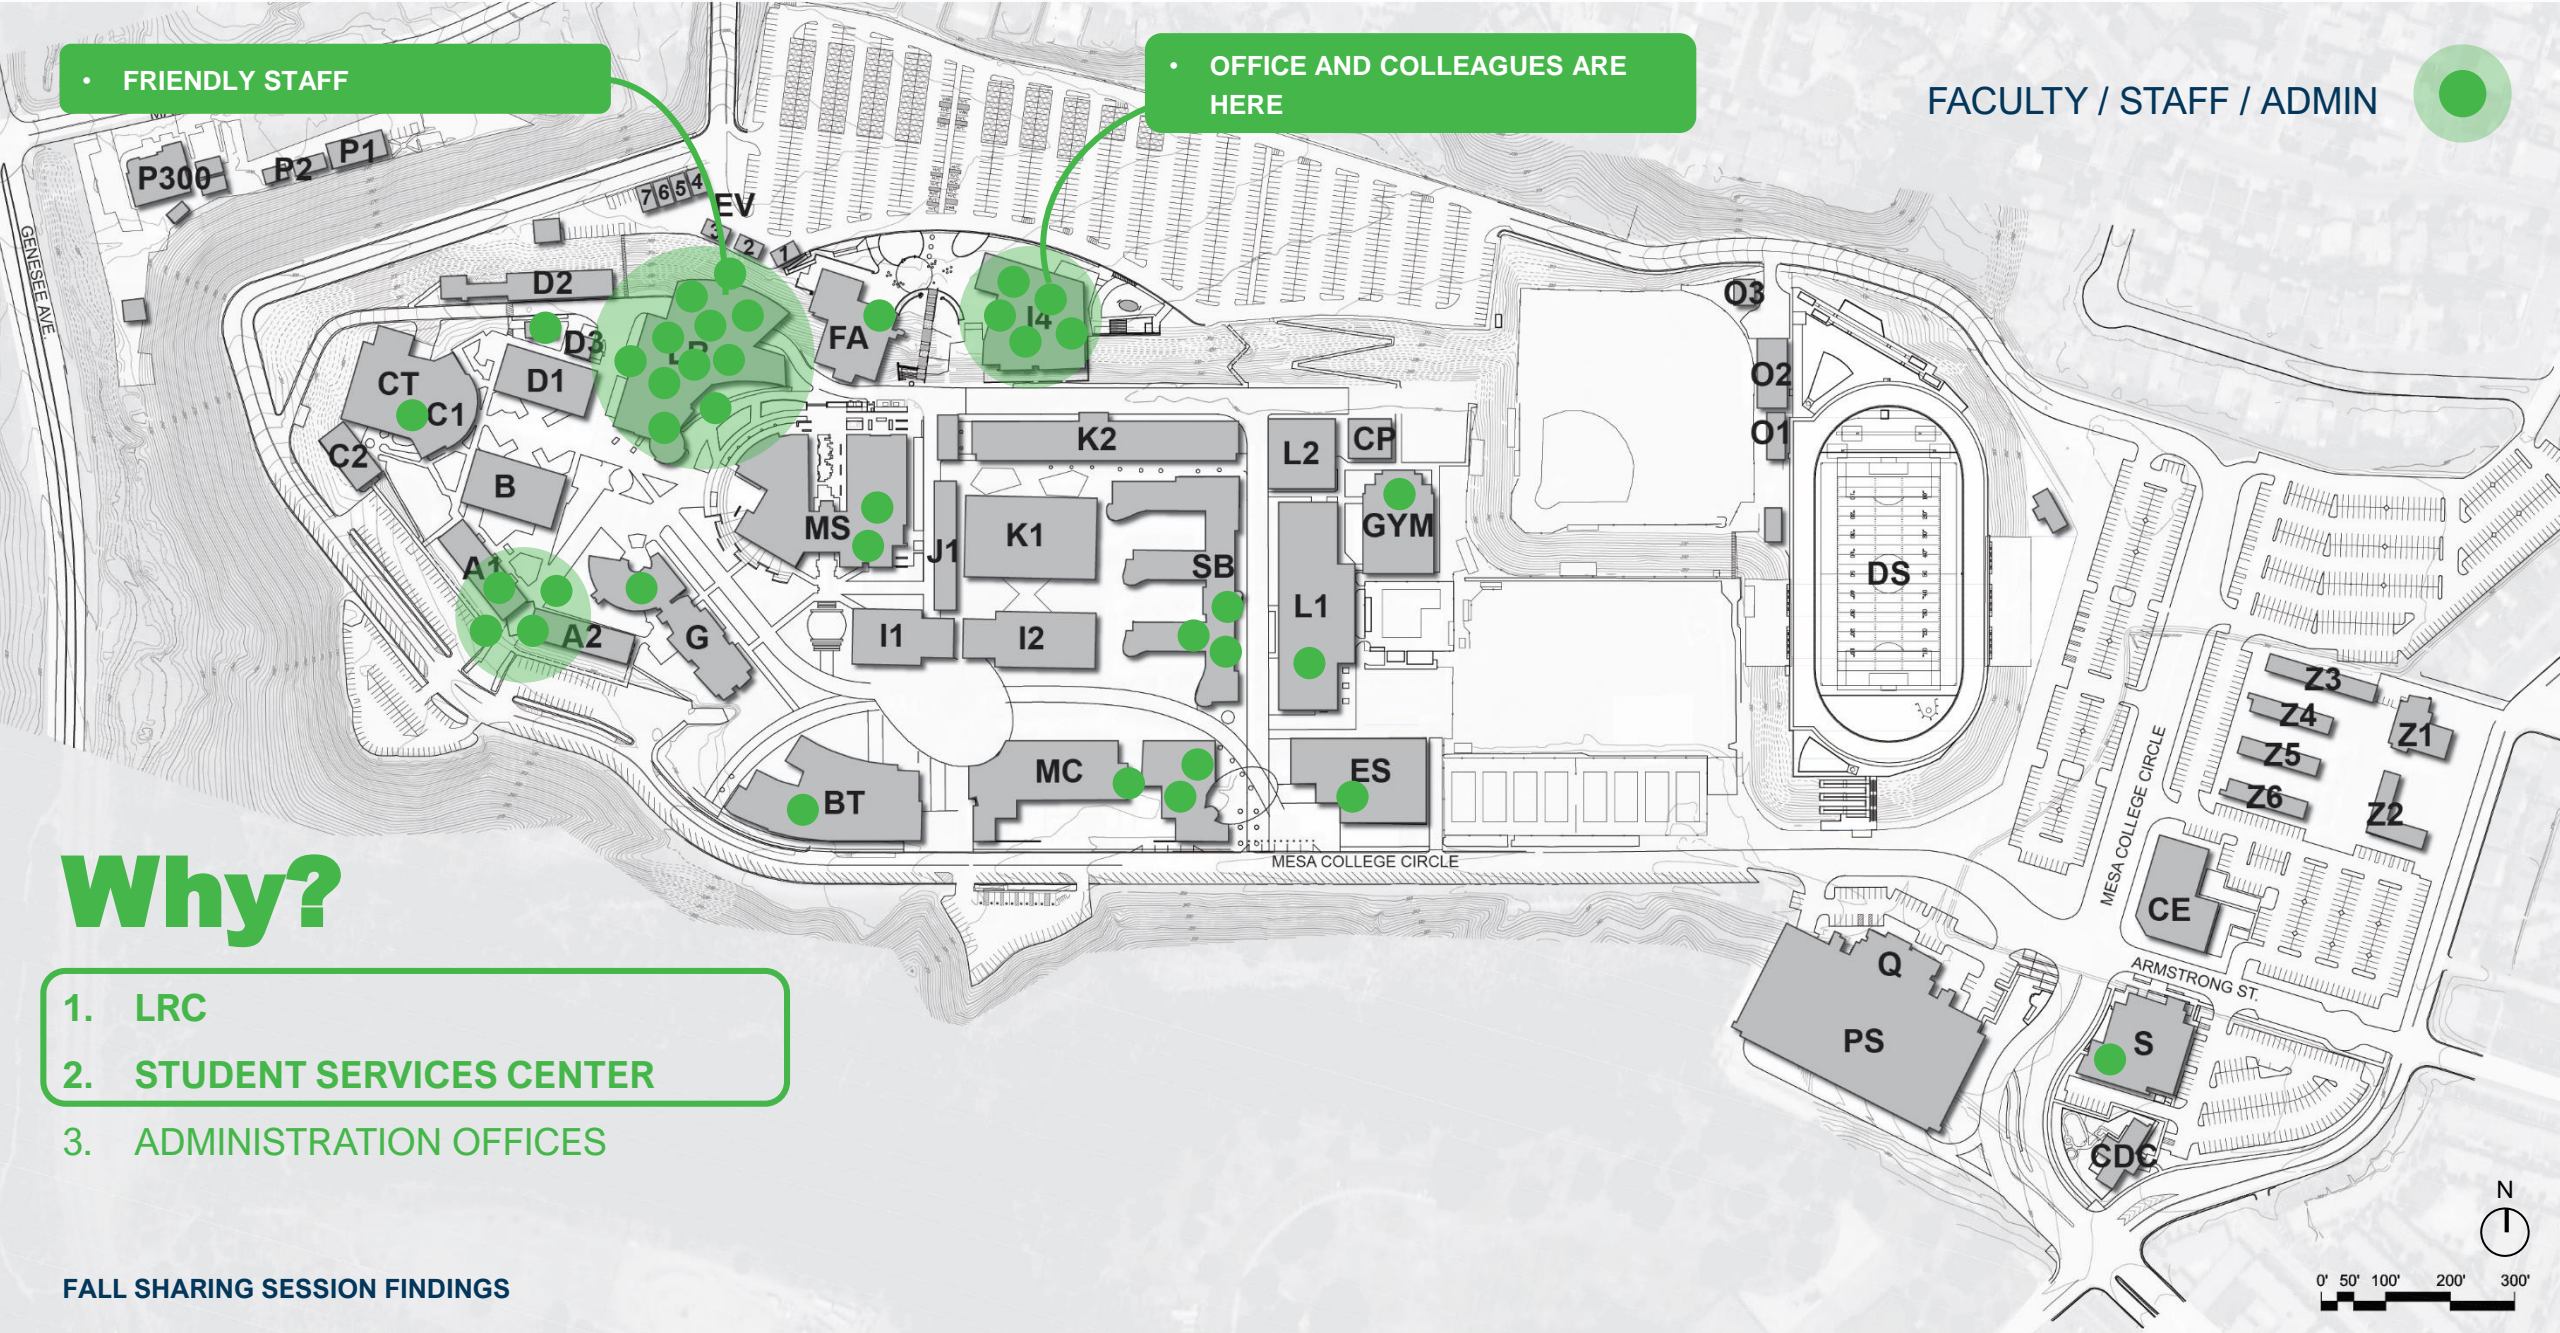 • FRIENDLY STAFF
• OFFICE AND COLLEAGUES ARE
HERE
FACULTY / STAFF / ADMIN
P300
P2
P1
7 6 5 4
EV
3
2
1
GENESEE AVE.
D2
D3
D1
CT
C1
C2
B
FA
I4
K2
K1
MS
J1
I1
I2
SB
L2
CP
GYM
L1
O3
O2
O1
DS
A1
A2
G
BT
MC
ES
MESA COLLEGE CIRCLE
MESA COLLEGE CIRCLE
Z3
Z4
Z5
Z6
Z1
Z2
CE
ARMSTRONG ST.
Q
PS
S
CDC
Why?
1. LRC
2. STUDENT SERVICES CENTER
3. ADMINISTRATION OFFICES
FALL SHARING SESSION FINDINGS
N
0' 50' 100' 200' 300'